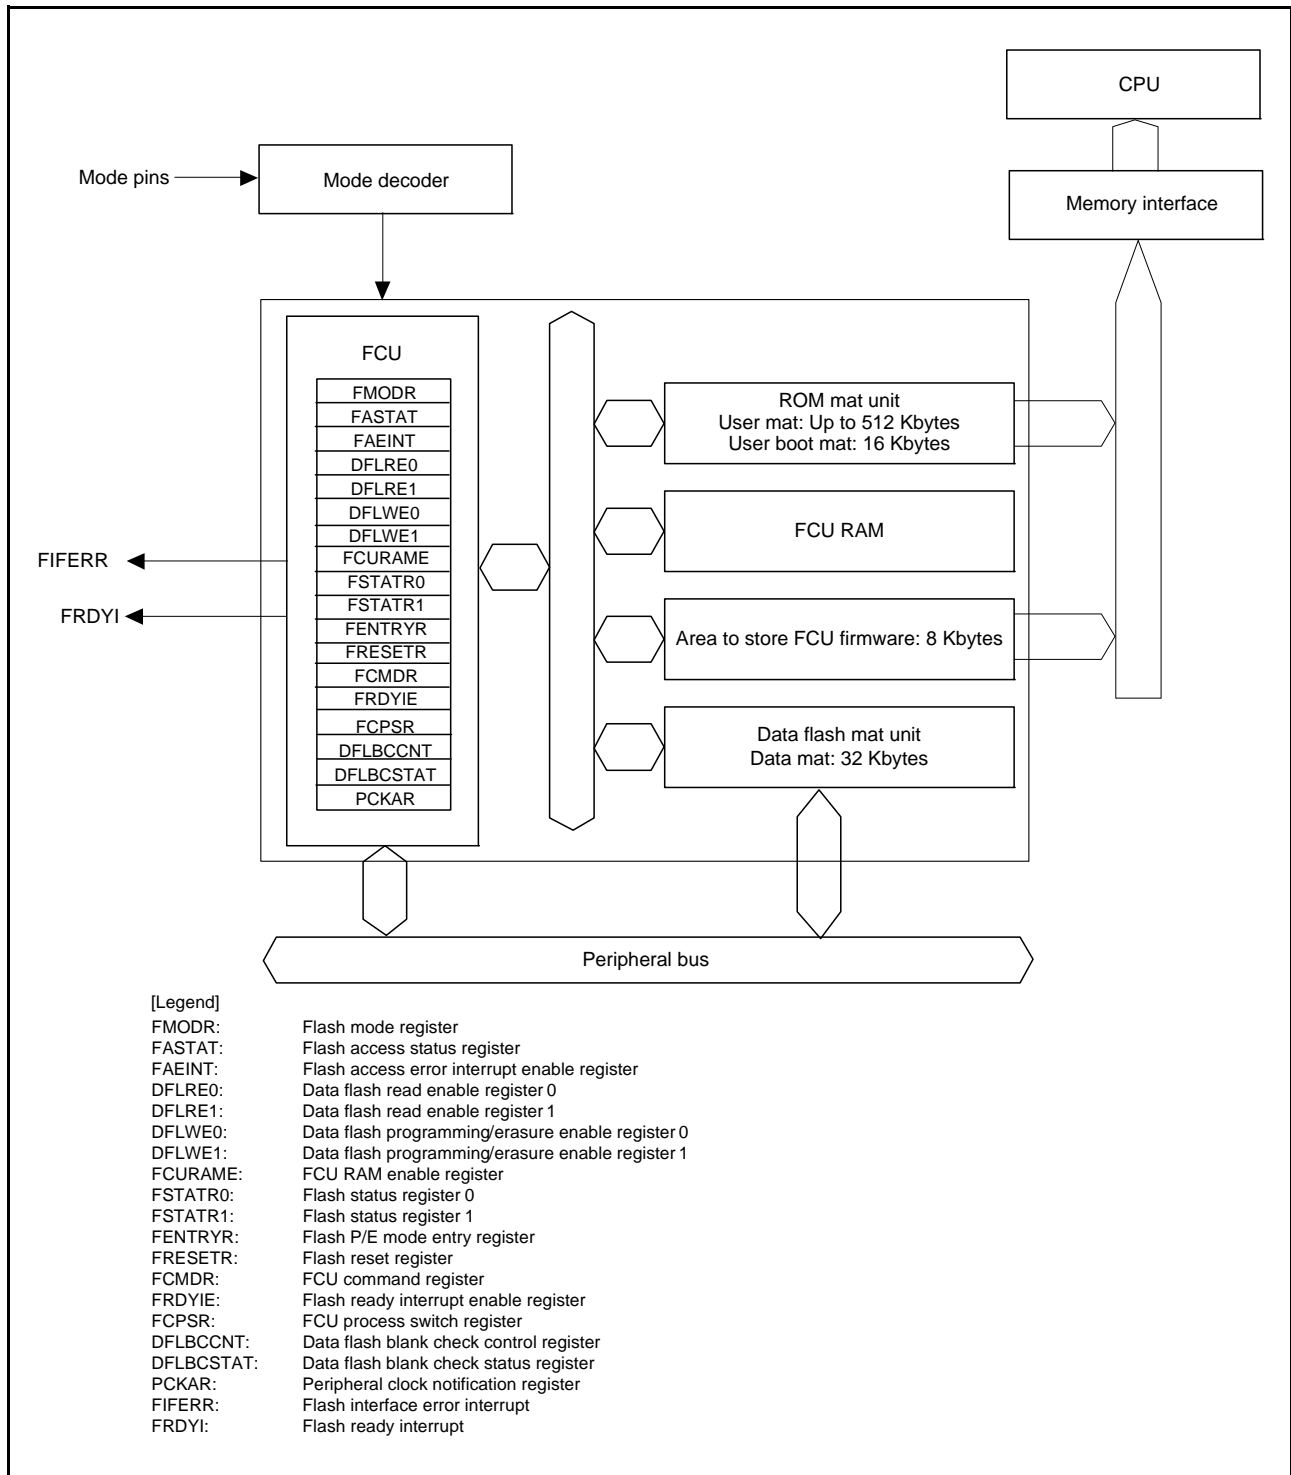 CPU
Memory interface
Mode pins
Mode decoder
FCU
FMODR
FASTAT
FAEINT
DFLRE0
DFLRE1
DFLWE0
DFLWE1
FCURAME
FSTATR0
FSTATR1
FENTRYR
FRESETR
FCMDR
FRDYIE
FCPSR
DFLBCCNT
DFLBCSTAT
PCKAR
FIFERR
FRDYI
ROM mat unit
User mat: Up to 512 Kbytes
User boot mat: 16 Kbytes
FCU RAM
Area to store FCU firmware: 8 Kbytes
Data flash mat unit
Data mat: 32 Kbytes
Peripheral bus
[Legend]
FMODR: Flash mode register
FASTAT: Flash access status register
FAEINT: Flash access error interrupt enable register
DFLRE0: Data flash read enable register 0
DFLRE1: Data flash read enable register 1
DFLWE0: Data flash programming/erasure enable register 0
DFLWE1: Data flash programming/erasure enable register 1
FCURAME: FCU RAM enable register
FSTATR0: Flash status register 0
FSTATR1: Flash status register 1
FENTRYR: Flash P/E mode entry register
FRESETR: Flash reset register
FCMDR: FCU command register
FRDYIE: Flash ready interrupt enable register
FCPSR: FCU process switch register
DFLBCCNT: Data flash blank check control register
DFLBCSTAT: Data flash blank check status register
PCKAR: Peripheral clock notification register
FIFERR: Flash interface error interrupt
FRDYI: Flash ready interrupt